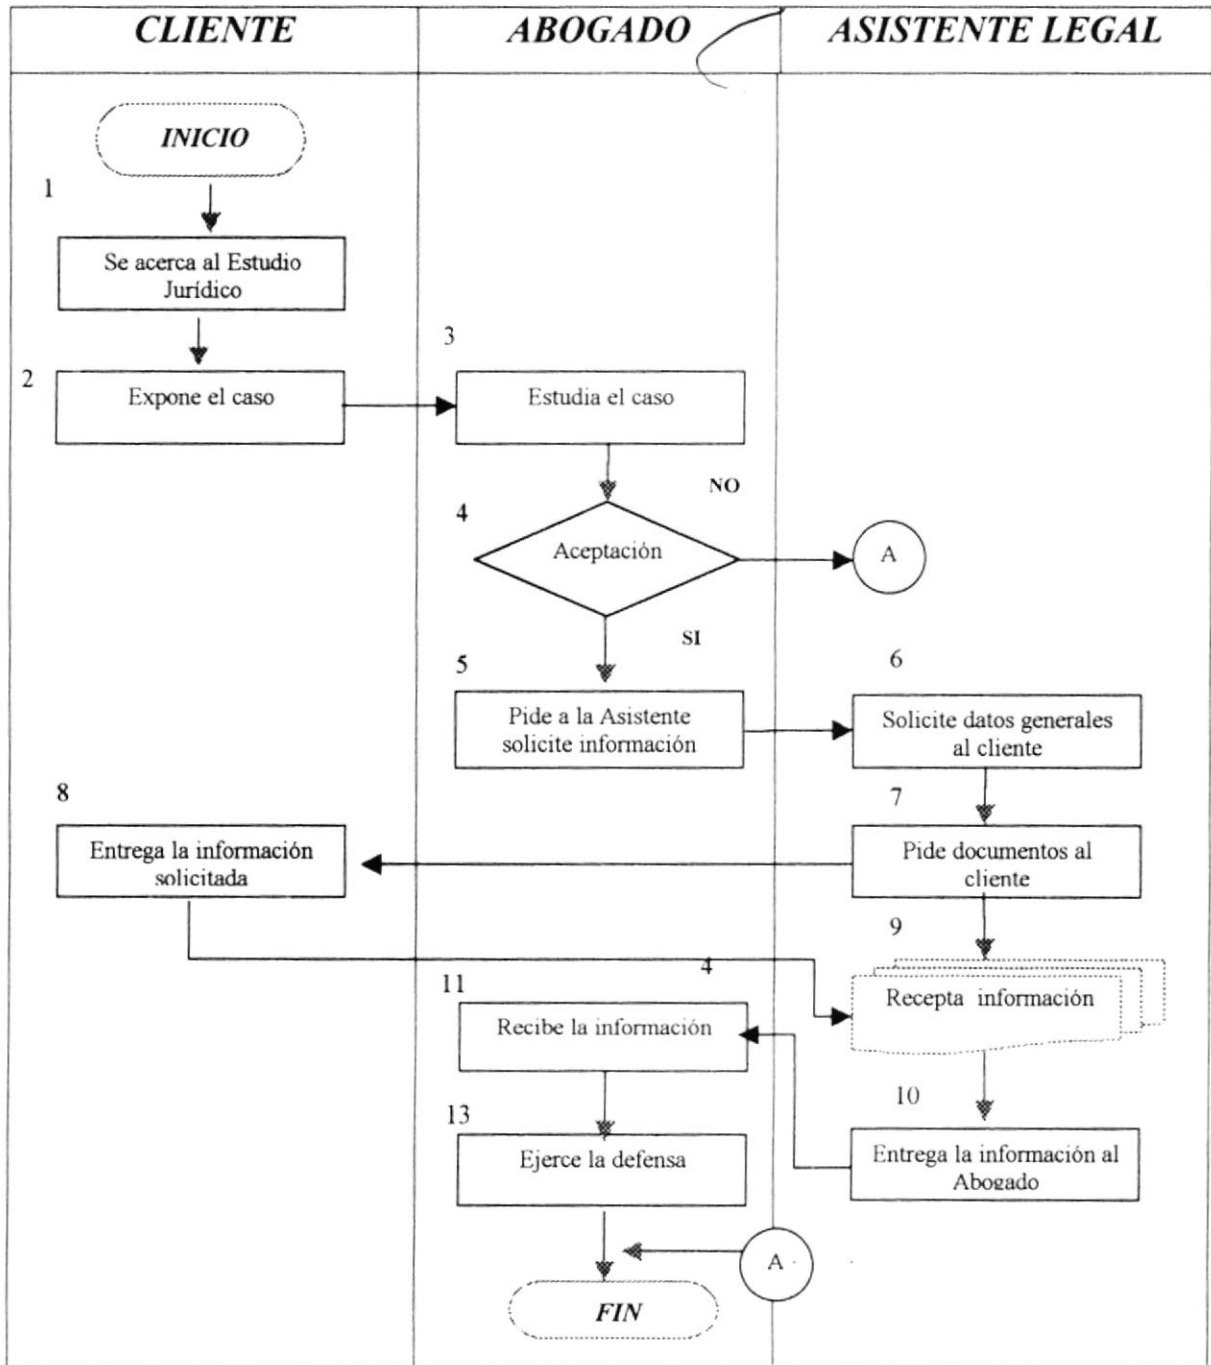 CLIENTE
ABOGADO
ASISTENTE LEGAL
INICIO
1
Se acerca al Estudio
Jurídico
2
Expone el caso
3
Estudia el caso
NO
4
Aceptación
A
SI
5
Pide a la Asistente
solicite información
6
Solicite datos generales
al cliente
7
Pide documentos al
cliente
8
Entrega la información
solicitada
9
Recepta información
4
11
Recibe la información
10
Entrega la información al
Abogado
13
Ejerce la defensa
A
FIN